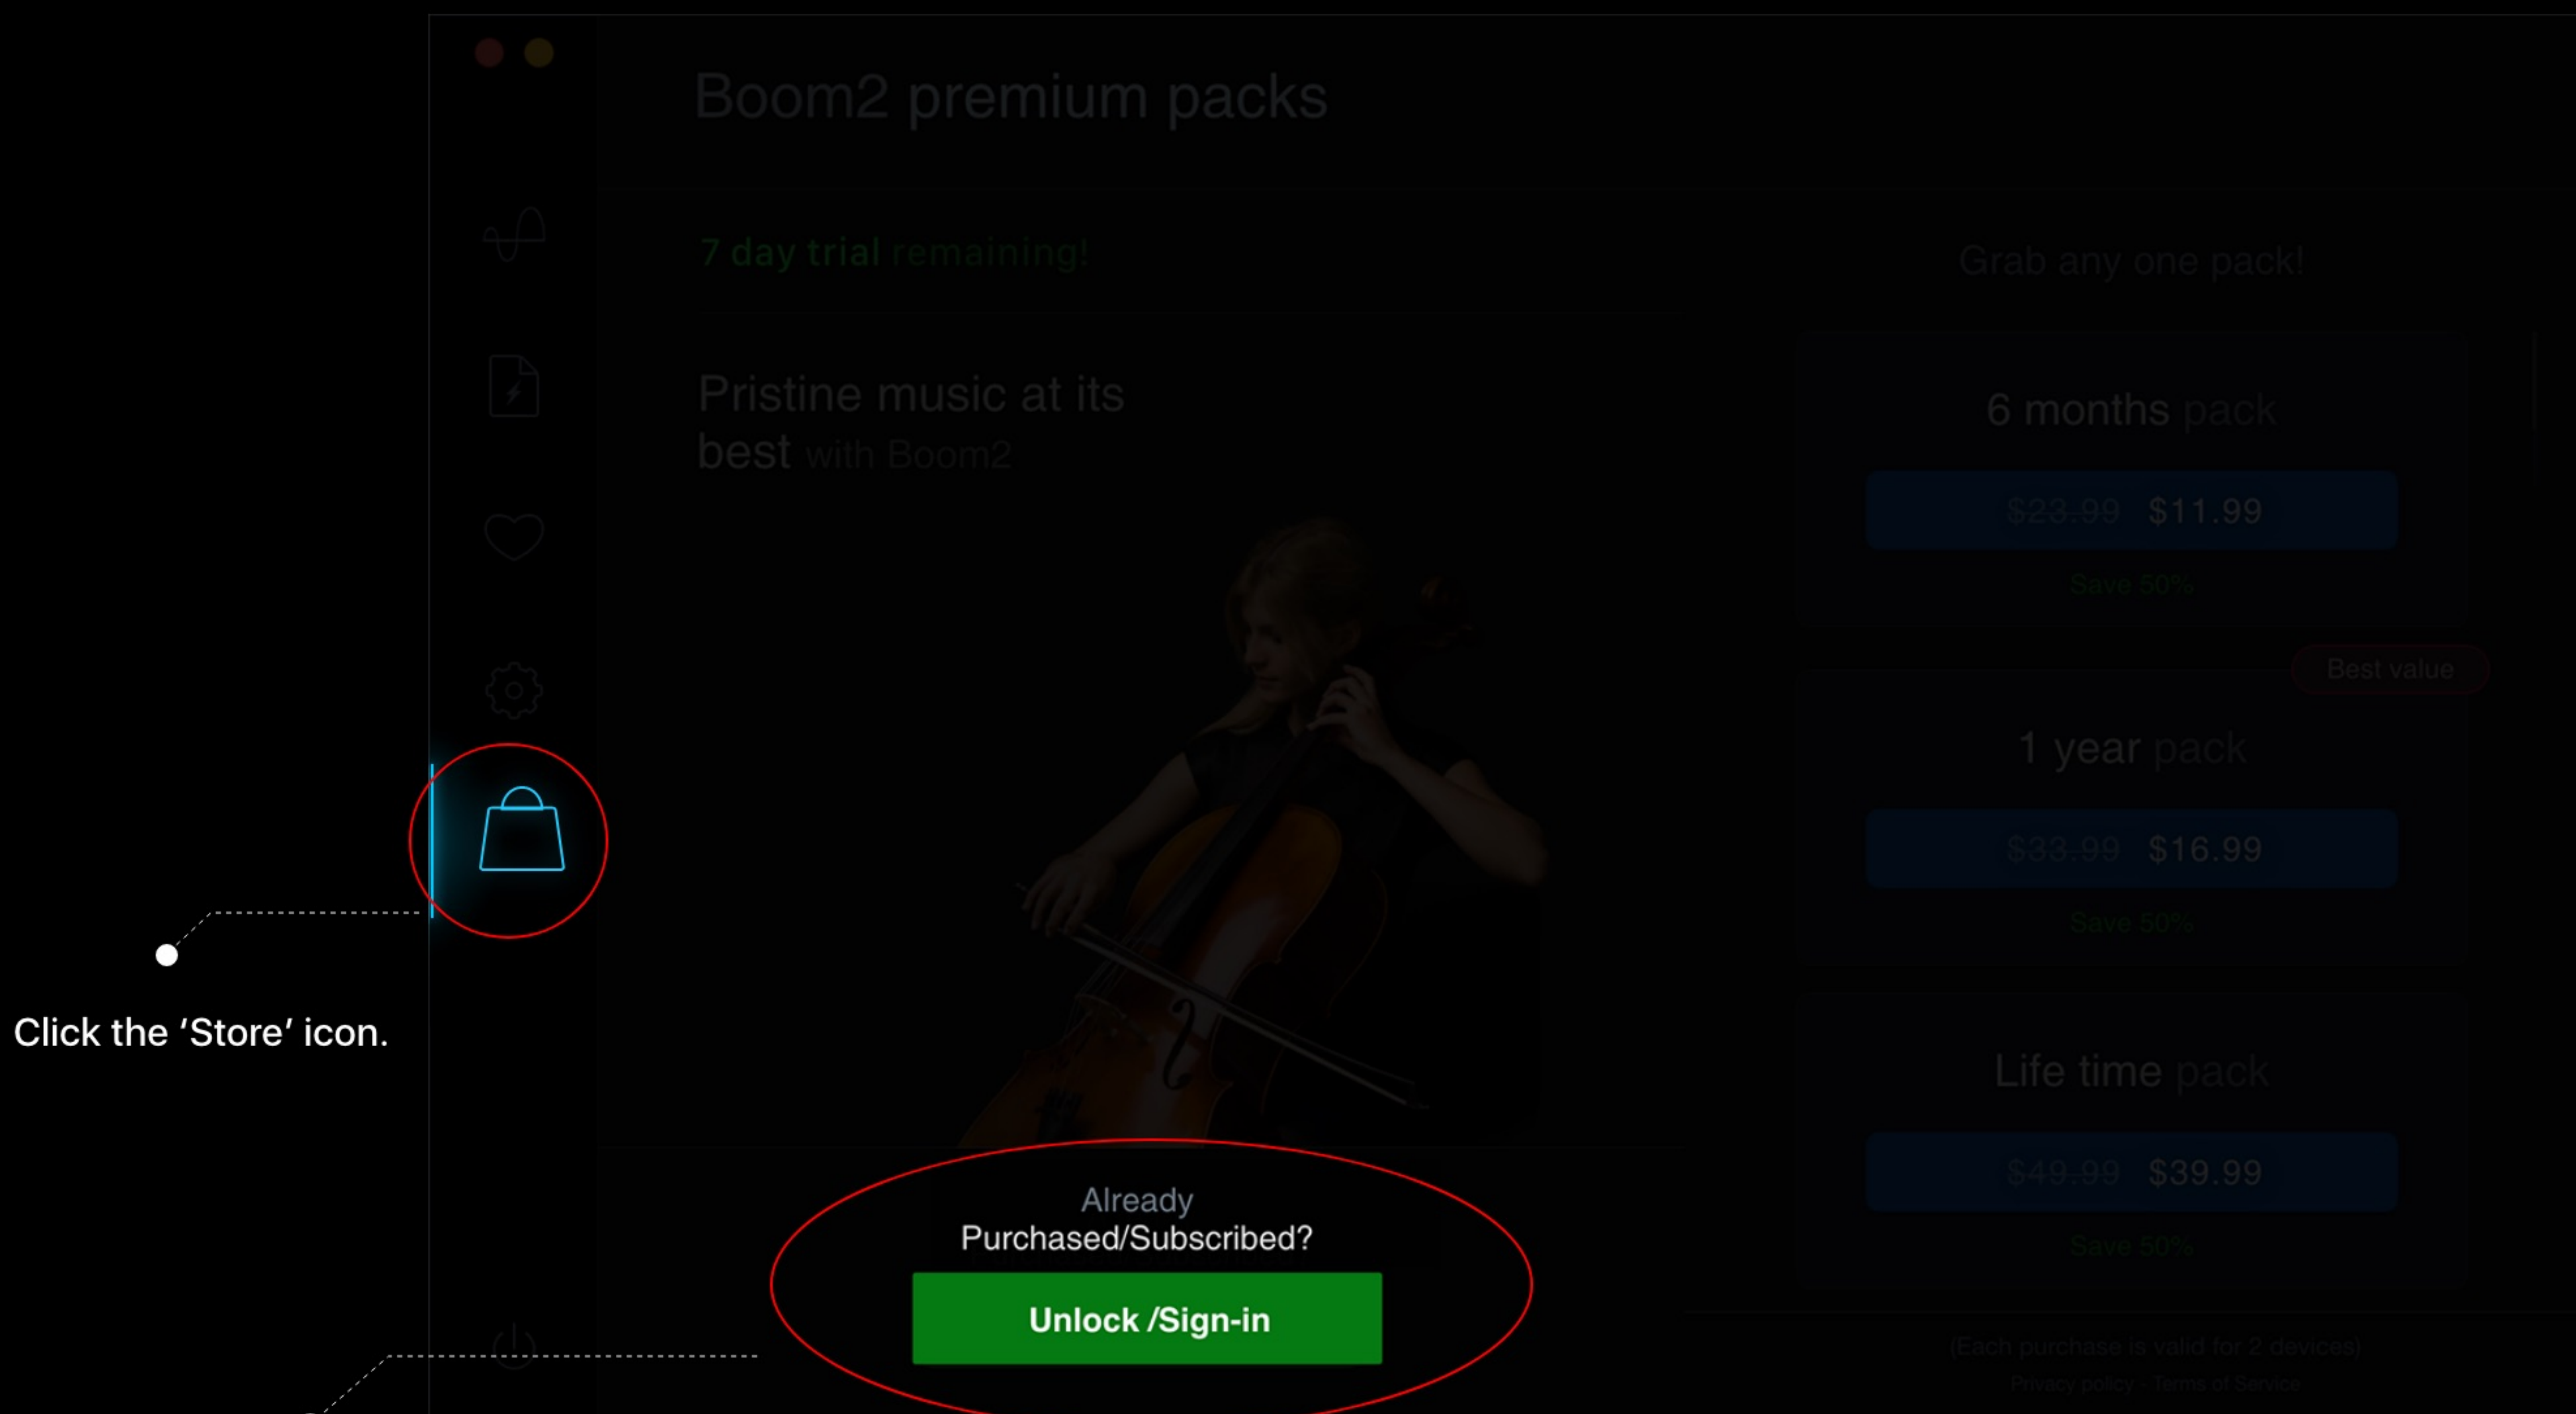 Boom2 premium packs
7 day trial remaining!
Pristine music at its
best with Boom2
Grab any one pack!
6 months pack
$23.99 $11.99
Save 50%
Best value
1 year pack
$33.99 $16.99
Save 50%
Life time pack
$49.99 $39.99
Save 50%
(Each purchase is valid for 2 devices)
Privacy policy - Terms of Service
Click the ‘Store’ icon.
Already
Purchased/Subscribed?
Unlock /Sign-in